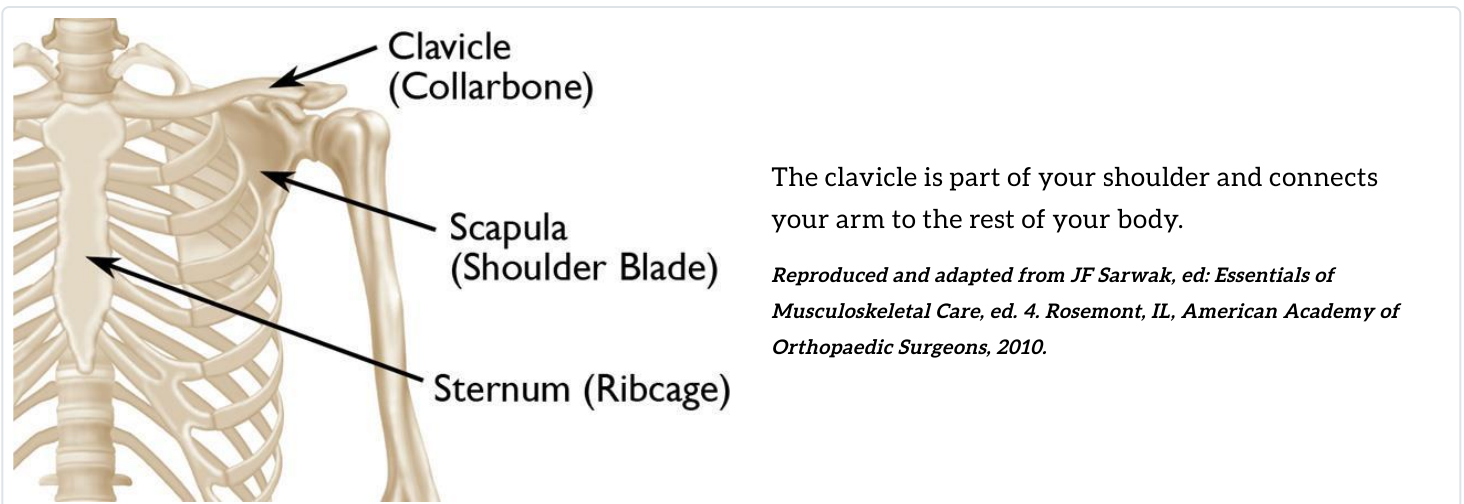 Clavicle
(Collarbone)
Scapula
(Shoulder Blade)
Sternum (Ribcage)
The clavicle is part of your shoulder and connects
your arm to the rest of your body.
Reproduced and adapted from JF Sarwak, ed: Essentials of
Musculoskeletal Care, ed. 4. Rosemont, IL, American Academy of
Orthopaedic Surgeons, 2010.